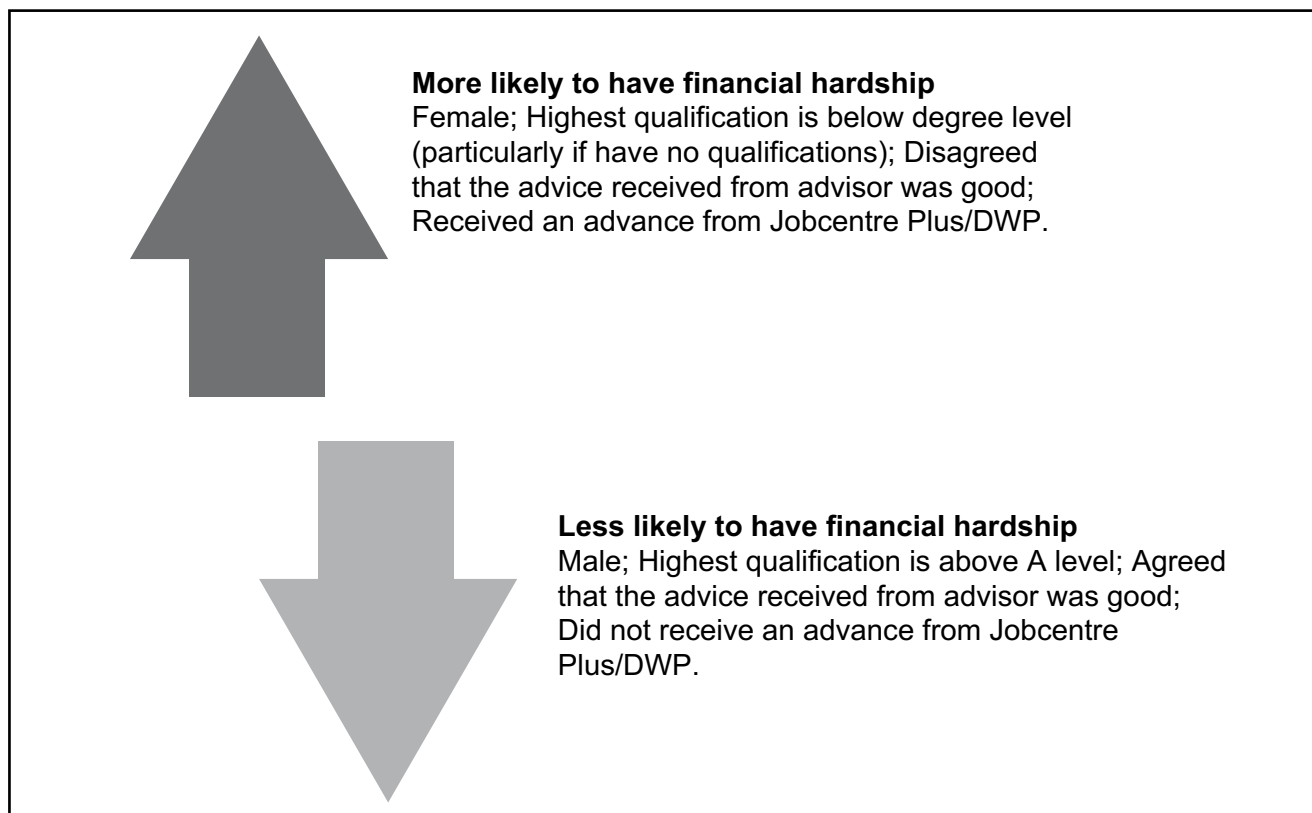 More likely to have financial hardship
Female; Highest qualification is below degree level
(particularly if have no qualifications); Disagreed
that the advice received from advisor was good;
Received an advance from Jobcentre Plus/DWP.
Less likely to have financial hardship
Male; Highest qualification is above A level; Agreed
that the advice received from advisor was good;
Did not receive an advance from Jobcentre
Plus/DWP.